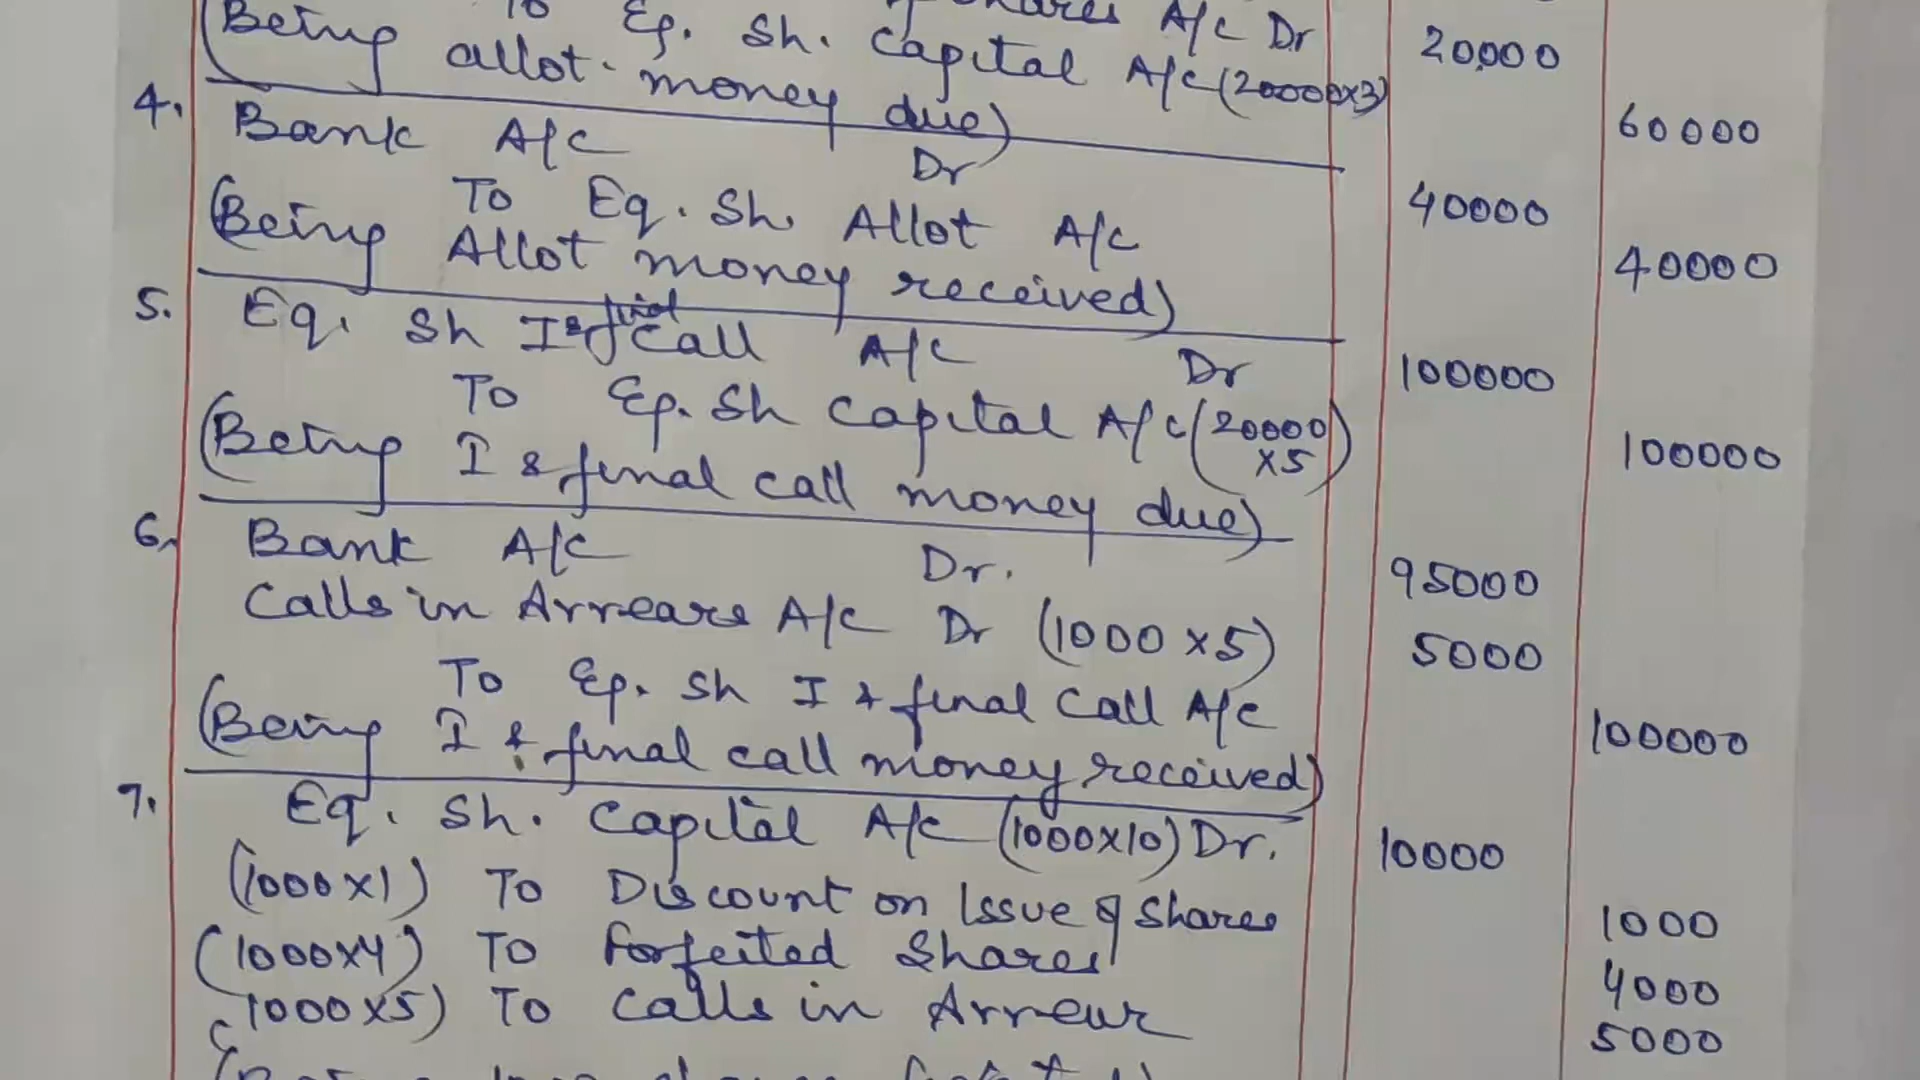 shares A/c Dr 20000
To Eq. Sh. Capital A/c (20000x3) 60000
(Being allot. money due)
4. Bank A/c Dr 40000
To Eq. Sh. Allot A/c 40000
(Being Allot money received)
5. Eq. Sh I & final Call A/c Dr 100000
To Eq. Sh Capital A/c (20000 x5) 100000
(Being I & final call money due)
6. Bank A/c Dr. 95000
Calls in Arrears A/c Dr (1000 x 5) 5000
To Eq. Sh I & final Call A/c 100000
(Being I & final call money received)
7. Eq. Sh. Capital A/c (1000x10) Dr. 10000
(1000x1) To Discount on Issue of Shares 1000
(1000x4) To forfeited Shares 4000
(1000x5) To Calls in Arrear 5000